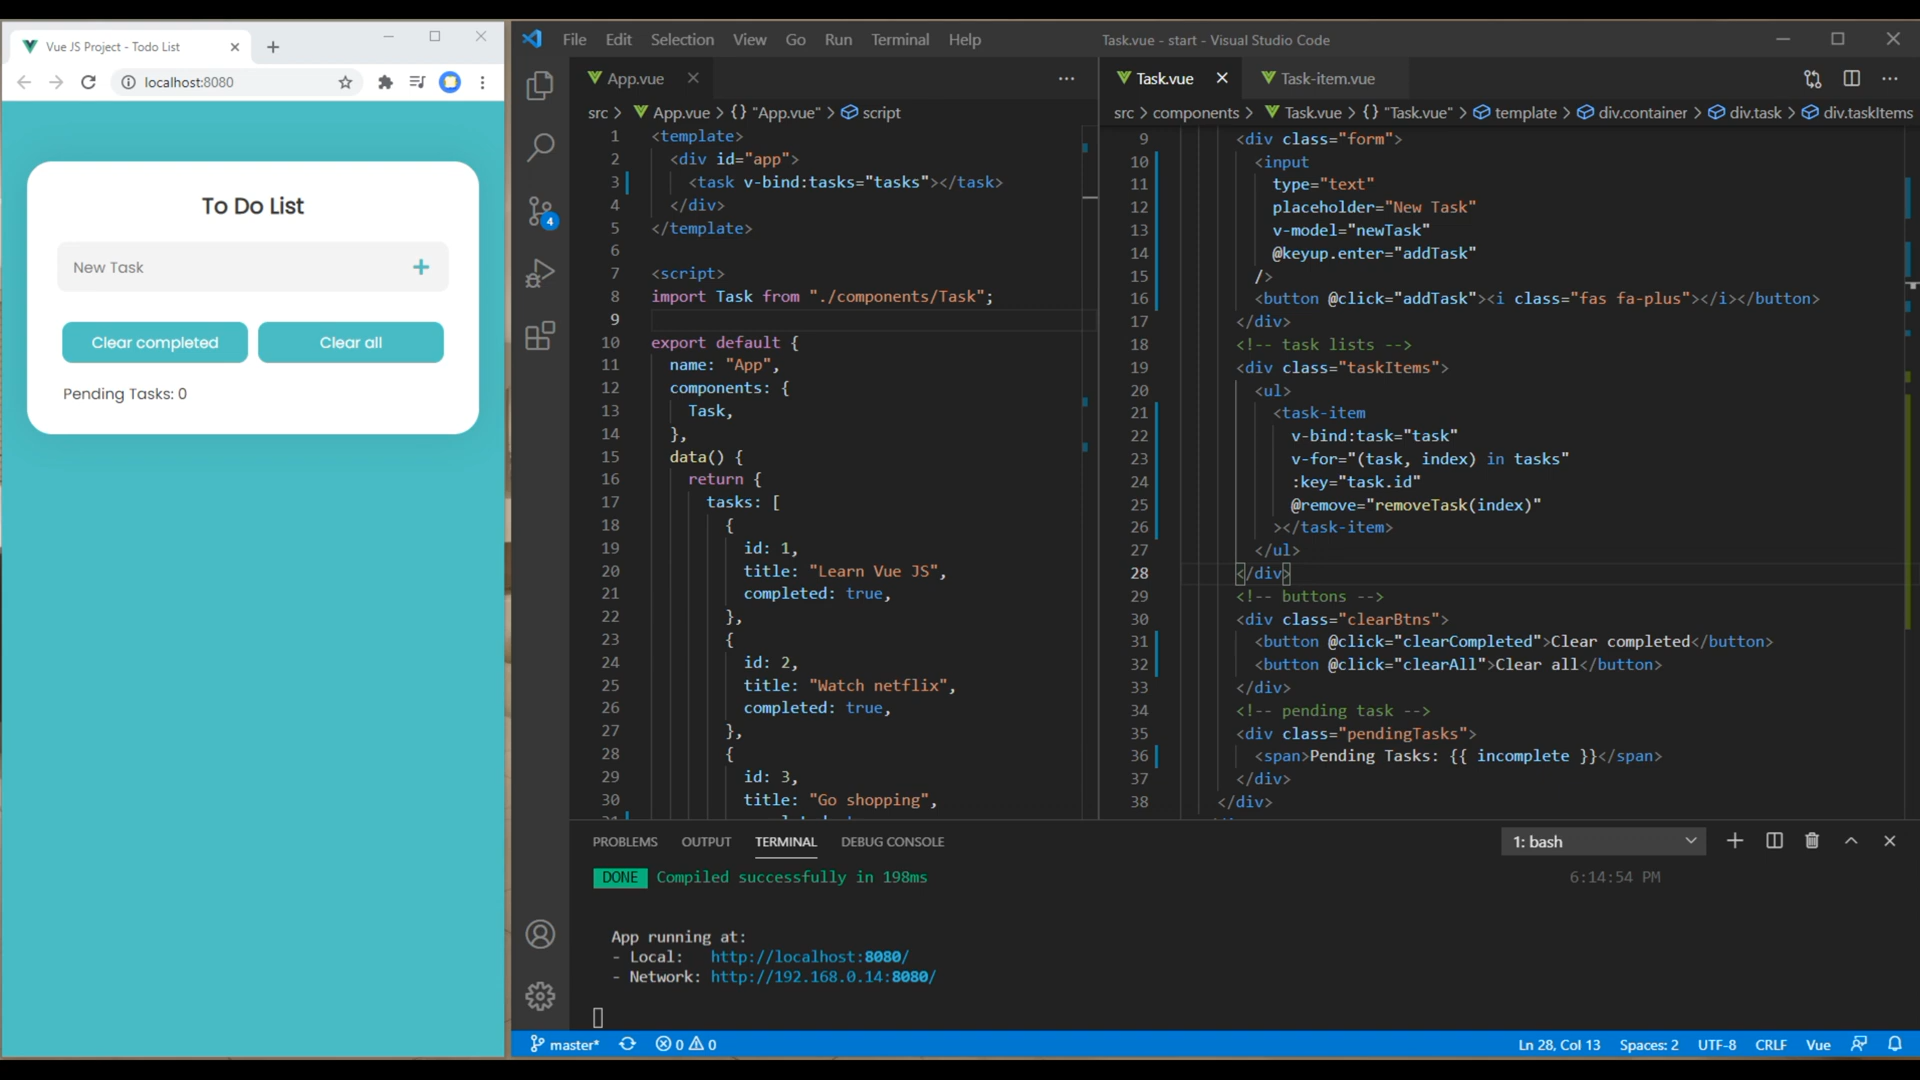 Vue JS Project - Todo List
localhost:8080
To Do List
New Task
Clear completed
Clear all
Pending Tasks: 0
File Edit Selection View Go Run Terminal Help
Task.vue - start - Visual Studio Code
4
App.vue
src > App.vue > {} "App.vue" > script
1 <template>
2 <div id="app">
3 <task v-bind:tasks="tasks"></task>
4 </div>
5 </template>
6
7 <script>
8 import Task from "./components/Task";
9
10 export default {
11 name: "App",
12 components: {
13 Task,
14 },
15 data() {
16 return {
17 tasks: [
18 {
19 id: 1,
20 title: "Learn Vue JS",
21 completed: true,
22 },
23 {
24 id: 2,
25 title: "Watch netflix",
26 completed: true,
27 },
28 {
29 id: 3,
30 title: "Go shopping",
Task.vue
Task-item.vue
src > components > Task.vue > {} "Task.vue" > template > div.container > div.task > div.taskItems
9 <div class="form">
10 <input
11 type="text"
12 placeholder="New Task"
13 v-model="newTask"
14 @keyup.enter="addTask"
15 />
16 <button @click="addTask"><i class="fas fa-plus"></i></button>
17 </div>
18 <!-- task lists -->
19 <div class="taskItems">
20 <ul>
21 <task-item
22 v-bind:task="task"
23 v-for="(task, index) in tasks"
24 :key="task.id"
25 @remove="removeTask(index)"
26 ></task-item>
27 </ul>
28 </div>
29 <!-- buttons -->
30 <div class="clearBtns">
31 <button @click="clearCompleted">Clear completed</button>
32 <button @click="clearAll">Clear all</button>
33 </div>
34 <!-- pending task -->
35 <div class="pendingTasks">
36 <span>Pending Tasks: {{ incomplete }}</span>
37 </div>
38 </div>
PROBLEMS OUTPUT TERMINAL DEBUG CONSOLE
1: bash
DONE Compiled successfully in 198ms
6:14:54 PM
App running at:
- Local: http://localhost:8080/
- Network: http://192.168.0.14:8080/
master* 0 0
Ln 28, Col 13 Spaces: 2 UTF-8 CRLF Vue